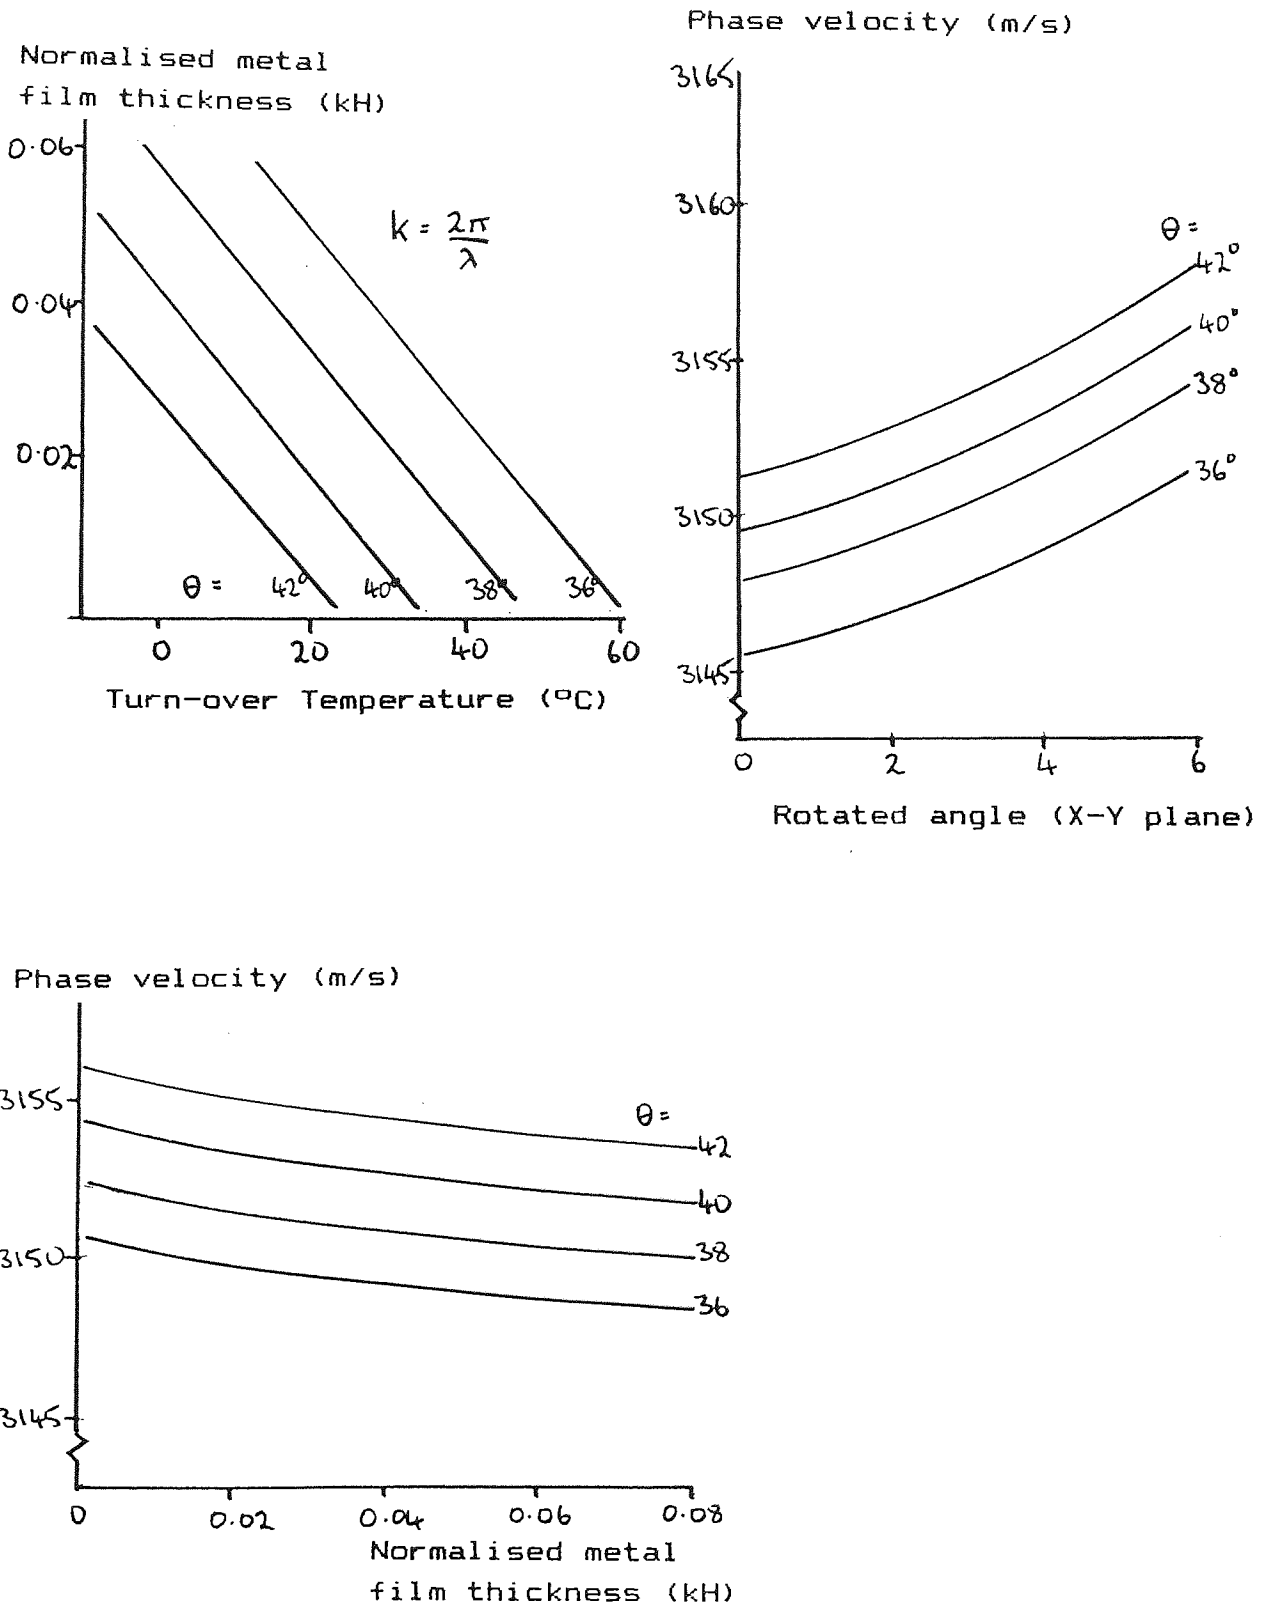 Normalised metal
film thickness (kH)
0.06
0.04
0.02
k = 2π
λ
θ = 42° 40° 38° 36°
0 20 40 60
Turn-over Temperature (°C)
Phase velocity (m/s)
3165
3160
3155
3150
3145
θ =
42°
40°
38°
36°
0 2 4 6
Rotated angle (X-Y plane)
Phase velocity (m/s)
3155
3150
3145
θ =
42
40
38
36
0 0.02 0.04 0.06 0.08
Normalised metal
film thickness (kH)